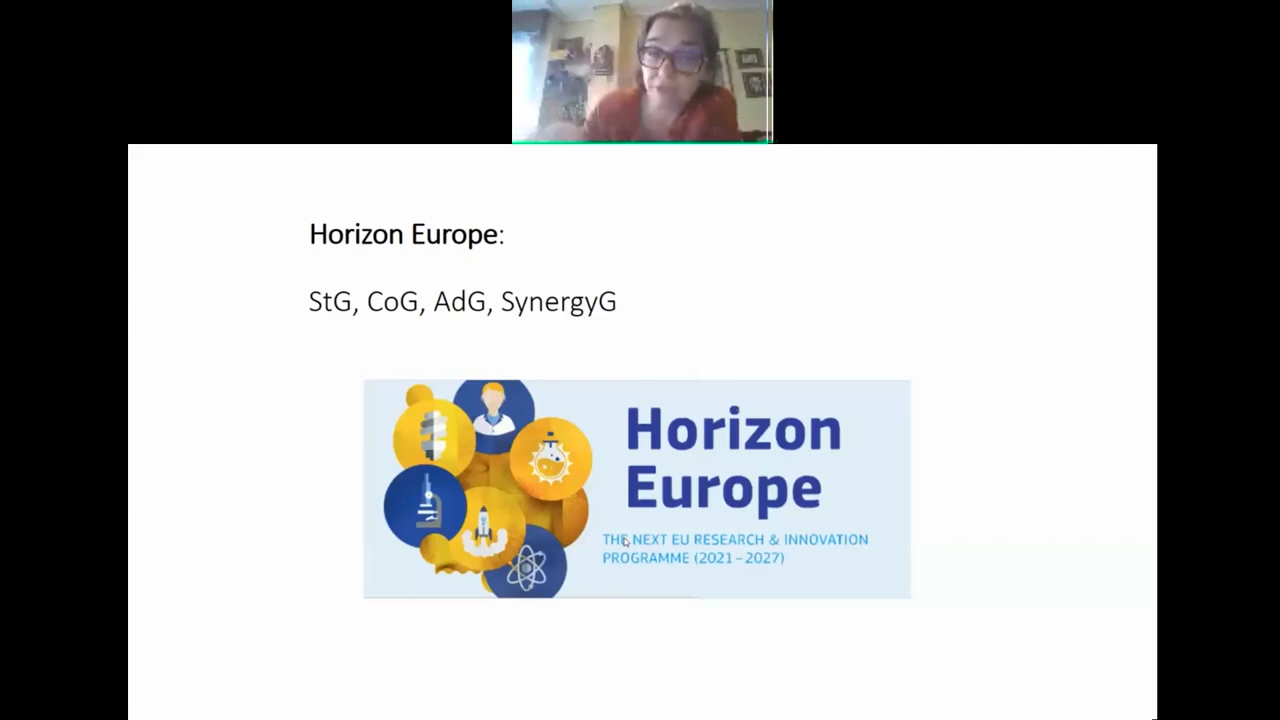 Horizon Europe:
StG, CoG, AdG, SynergyG
Horizon
Europe
THE NEXT EU RESEARCH & INNOVATION
PROGRAMME (2021–2027)